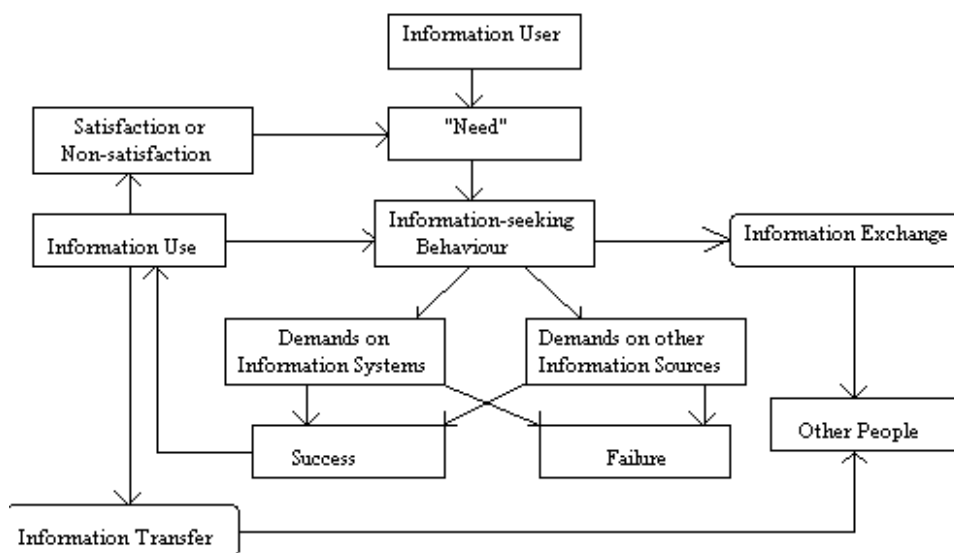 Information User
"Need"
Satisfaction or
Non-satisfaction
Information-seeking
Behaviour
Information Use
Information Exchange
Demands on
Information Systems
Demands on other
Information Sources
Other People
Success
Failure
Information Transfer